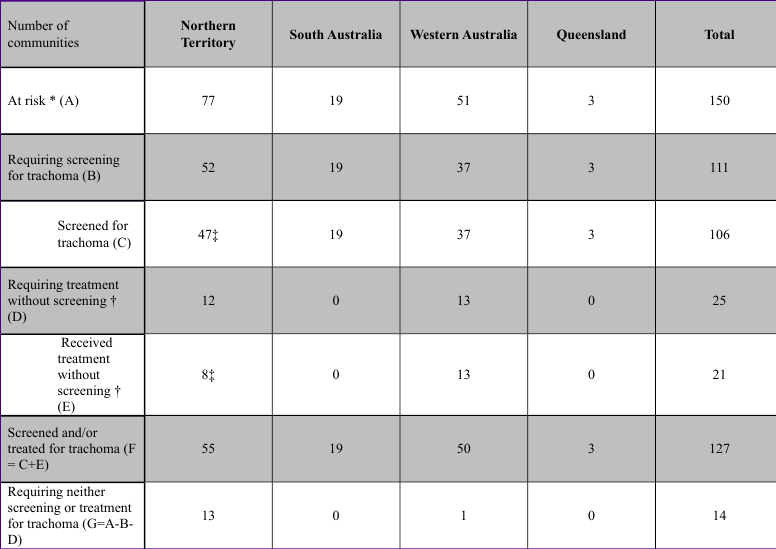 Number of
communities
Northern
Territory
South Australia
Western Australia
Queensland
Total
At risk * (A)
77
19
51
3
150
Requiring screening
for trachoma (B)
52
19
37
3
111
Screened for
trachoma (C)
47‡
19
37
3
106
Requiring treatment
without screening †
(D)
12
0
13
0
25
Received
treatment
without
screening †
(E)
8‡
0
13
0
21
Screened and/or
treated for trachoma (F
= C+E)
55
19
50
3
127
Requiring neither
screening or treatment
for trachoma (G=A-B-
D)
13
0
1
0
14